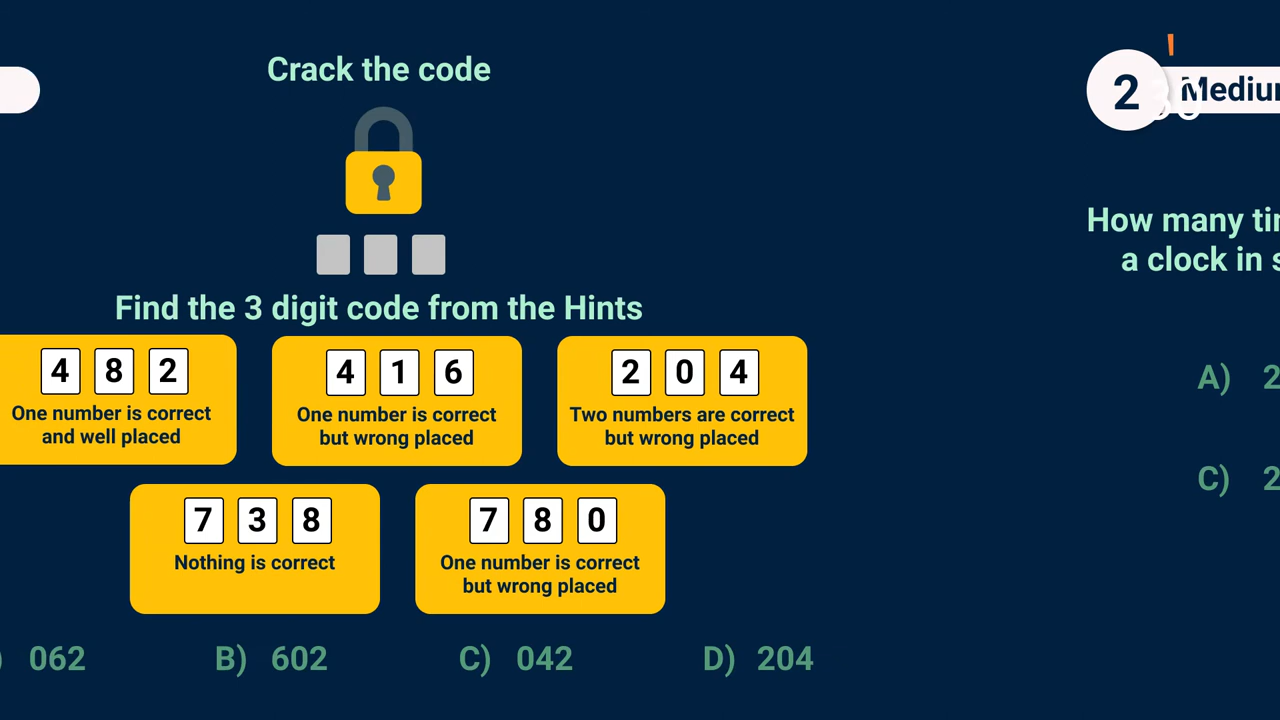 Crack the code
2
Find the 3 digit code from the Hints
4 8 2
One number is correct
and well placed
4 1 6
One number is correct
but wrong placed
2 0 4
Two numbers are correct
but wrong placed
7 3 8
Nothing is correct
7 8 0
One number is correct
but wrong placed
) 062
B) 602
C) 042
D) 204
How many
a clock in
A) 2
C) 2